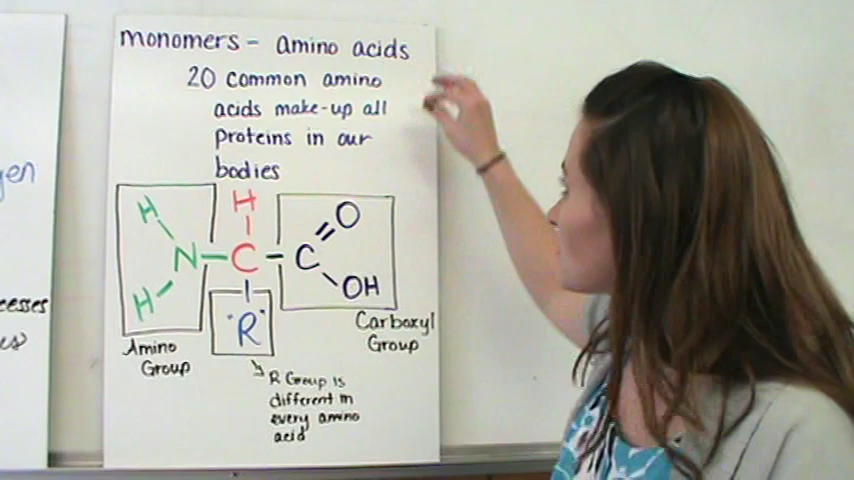 monomers - amino acids
20 common amino
acids make-up all
proteins in our
bodies
H
H
O
N
C
C
H
OH
R
Amino
Group
Carboxyl
Group
R Group is
different in
every amino
acid